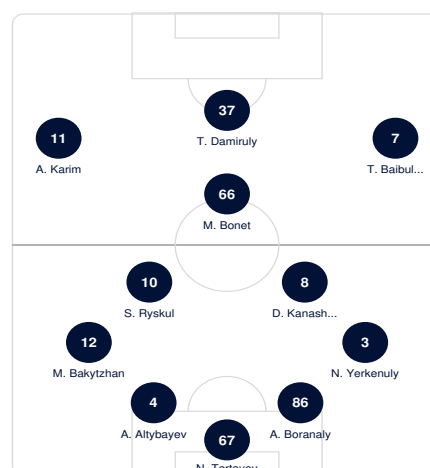 37
T. Damiruly
11
A. Karim
7
T. Baibul...
66
M. Bonet
10
S. Ryskul
8
D. Kanash...
12
M. Bakytzhan
3
N. Yerkenuly
4
A. Altybayev
86
A. Boranaly
67